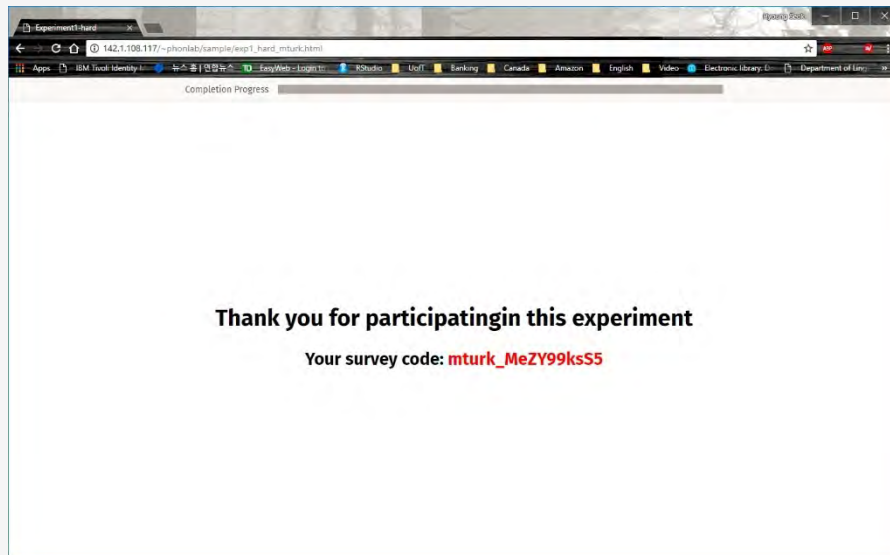 Experiment1-hard
142.1.108.117/~phonlab/sample/exp1_hard_mturk.html
Apps IBM Tivoli Identity 뉴스 홈 | 연합뉴스 TD EasyWeb - Login RStudio UofT Banking Canada Amazon English Video Electronic library, D Department of Lin »
Completion Progress
Thank you for participatingin this experiment
Your survey code: mturk_MeZY99ksS5